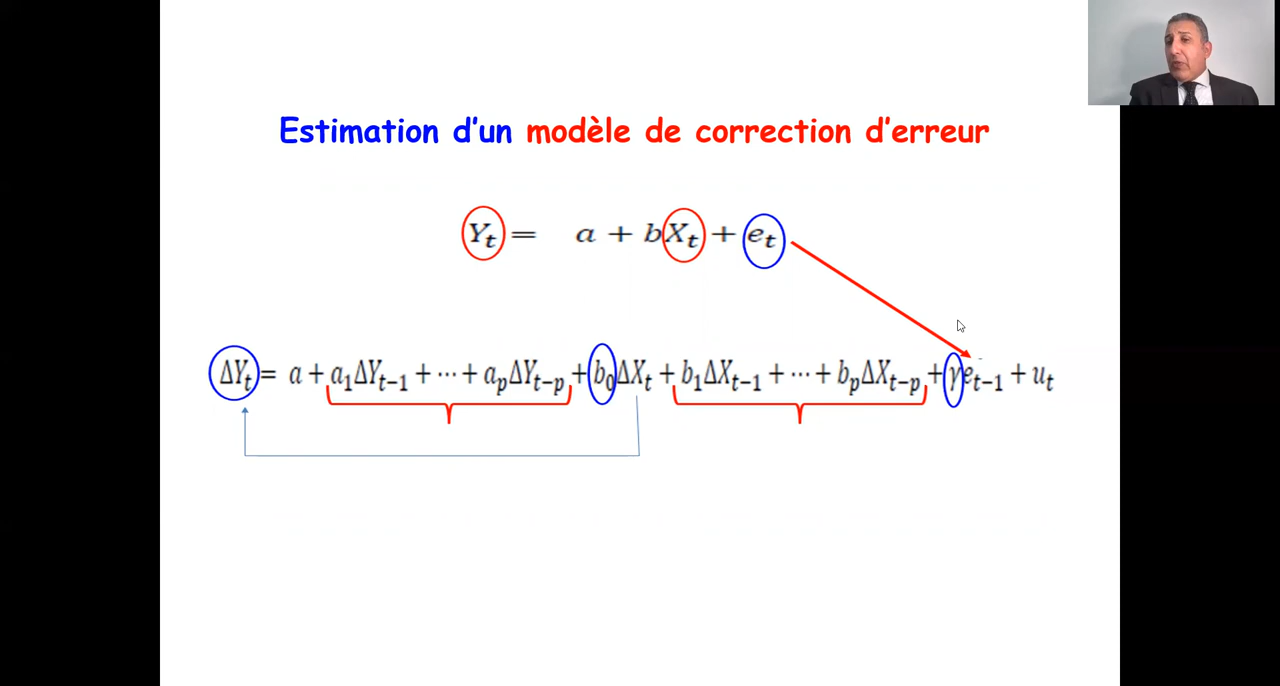 Estimation d'un modèle de correction d'erreur
Yₜ = a + bXₜ + eₜ
ΔYₜ = a + a₁ΔYₜ₋₁ + ⋯ + aₚΔYₜ₋ₚ + b₀ΔXₜ + b₁ΔXₜ₋₁ + ⋯ + bₚΔXₜ₋ₚ + γeₜ₋₁ + uₜ